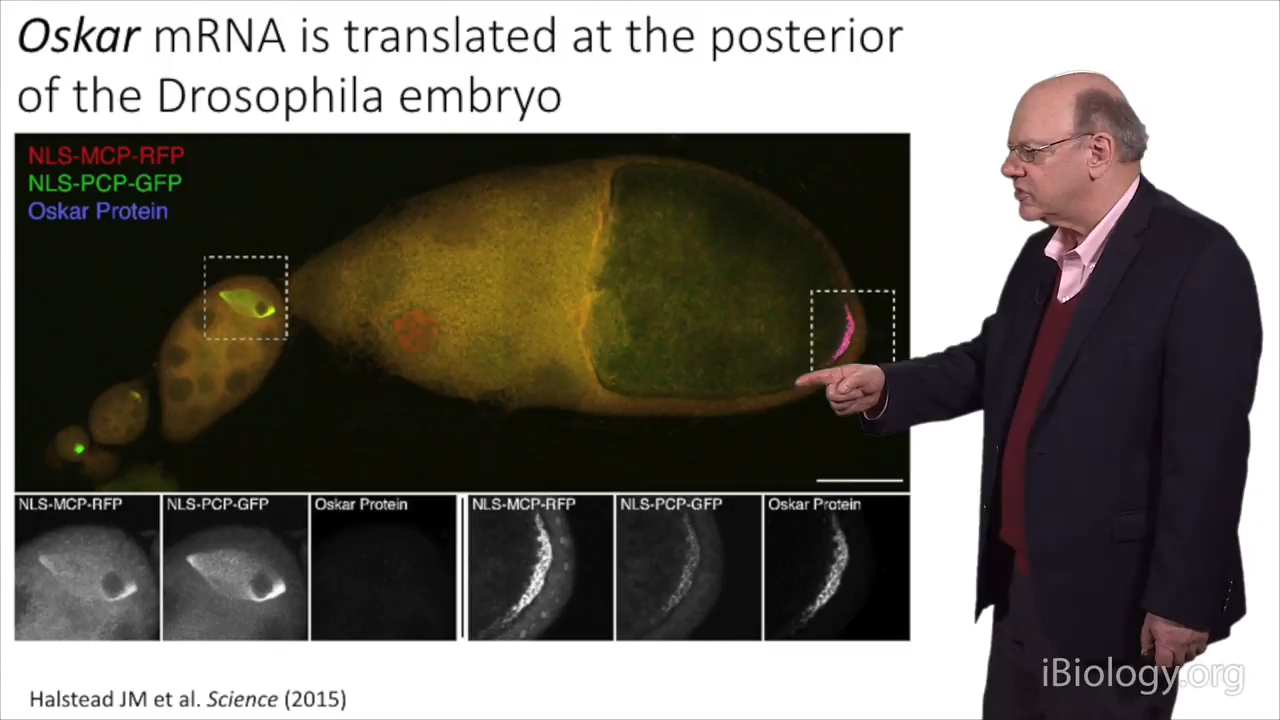 Oskar mRNA is translated at the posterior
of the Drosophila embryo
NLS-MCP-RFP
NLS-PCP-GFP
Oskar Protein
NLS-MCP-RFP
NLS-PCP-GFP
Oskar Protein
NLS-MCP-RFP
NLS-PCP-GFP
Oskar Protein
Halstead JM et al. Science (2015)
iBiology.org